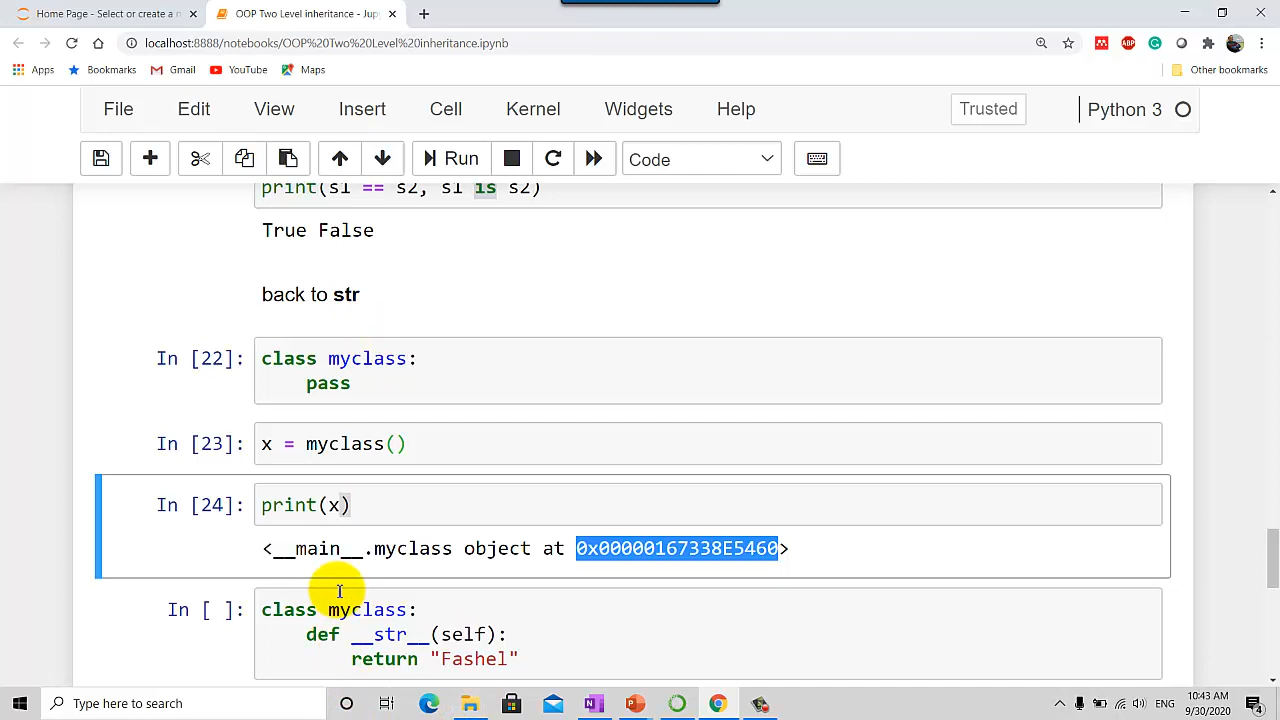 Home Page - Select or create a n
OOP Two Level inheritance - Jup
localhost:8888/notebooks/OOP%20Two%20Level%20inheritance.ipynb
ABP
Apps
Bookmarks
Gmail
YouTube
Maps
Other bookmarks
File Edit View Insert Cell Kernel Widgets Help
Trusted
Python 3
Run
Code
print(s1 == s2, s1 is s2)
True False
back to str
In [22]: class myclass:
pass
In [23]: x = myclass()
In [24]: print(x)
<__main__.myclass object at 0x00000167338E5460>
In [ ]: class myclass:
def __str__(self):
return "Fashel"
Type here to search
ENG
10:43 AM
9/30/2020
4